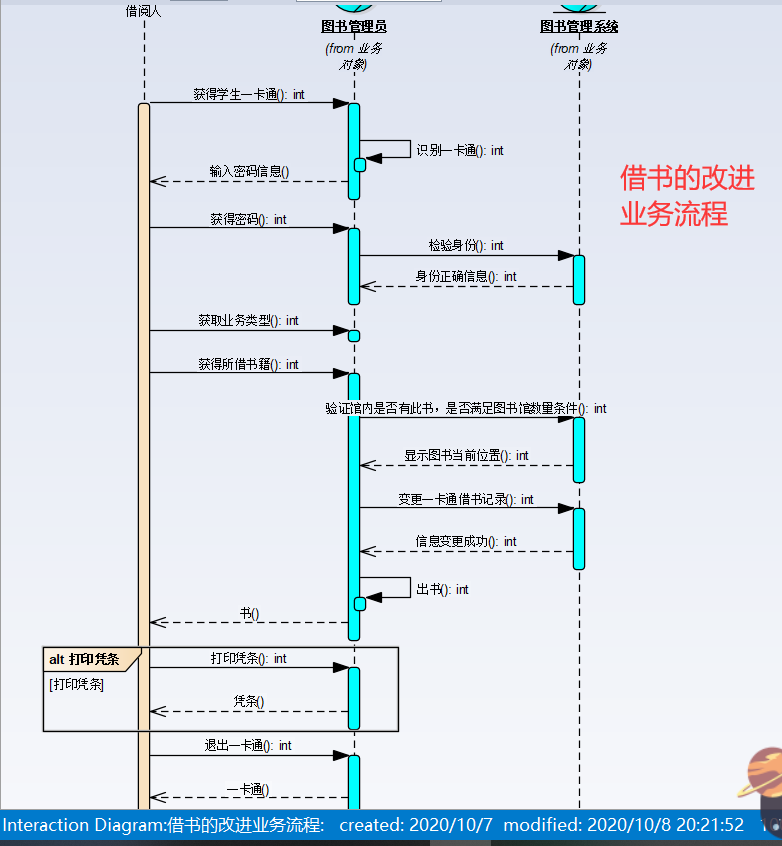 借阅人
图书管理员
图书管理系统
(from 业务
对象)
(from 业务
对象)
获得学生一卡通(): int
识别一卡通(): int
输入密码信息()
借书的改进
业务流程
获得密码(): int
检验身份(): int
身份正确信息(): int
获取业务类型(): int
获得所借书籍(): int
验证馆内是否有此书，是否满足图书馆数量条件(): int
显示图书当前位置(): int
变更一卡通借书记录(): int
信息变更成功(): int
出书(): int
书()
alt 打印凭条
打印凭条(): int
[打印凭条]
凭条()
退出一卡通(): int
一卡通()
Interaction Diagram:借书的改进业务流程: created: 2020/10/7 modified: 2020/10/8 20:21:52